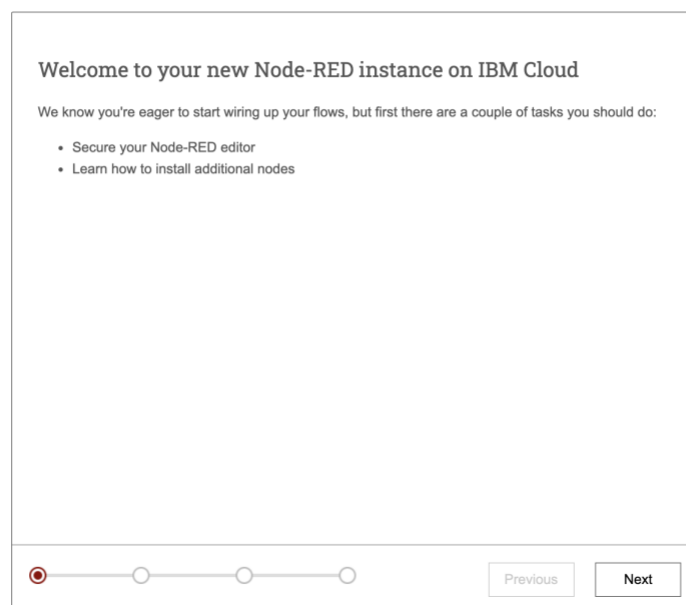 Welcome to your new Node-RED instance on IBM Cloud
We know you're eager to start wiring up your flows, but first there are a couple of tasks you should do:
• Secure your Node-RED editor
• Learn how to install additional nodes
Previous Next